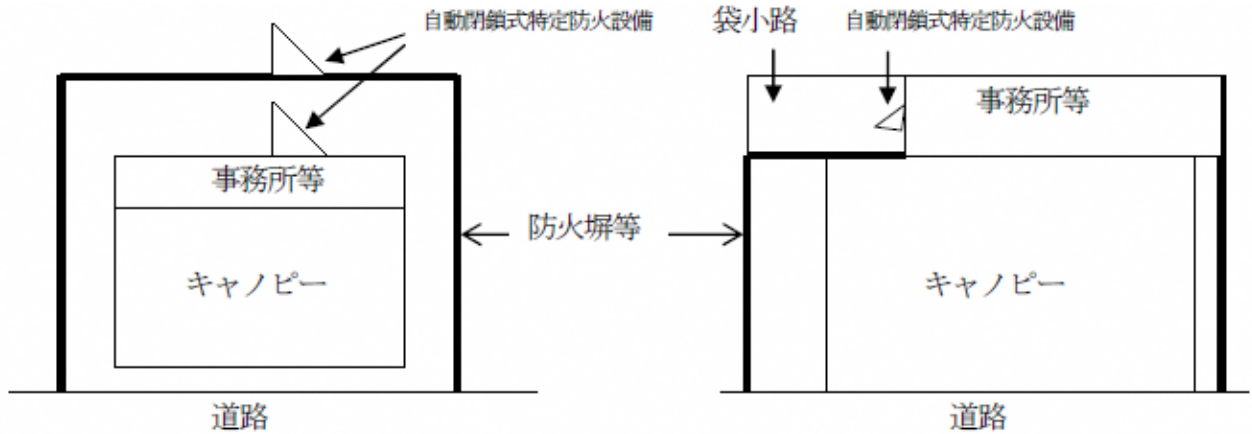 自動閉鎖式特定防火設備
袋小路
自動閉鎖式特定防火設備
事務所等
事務所等
防火塀等
キャノピー
キャノピー
道路
道路